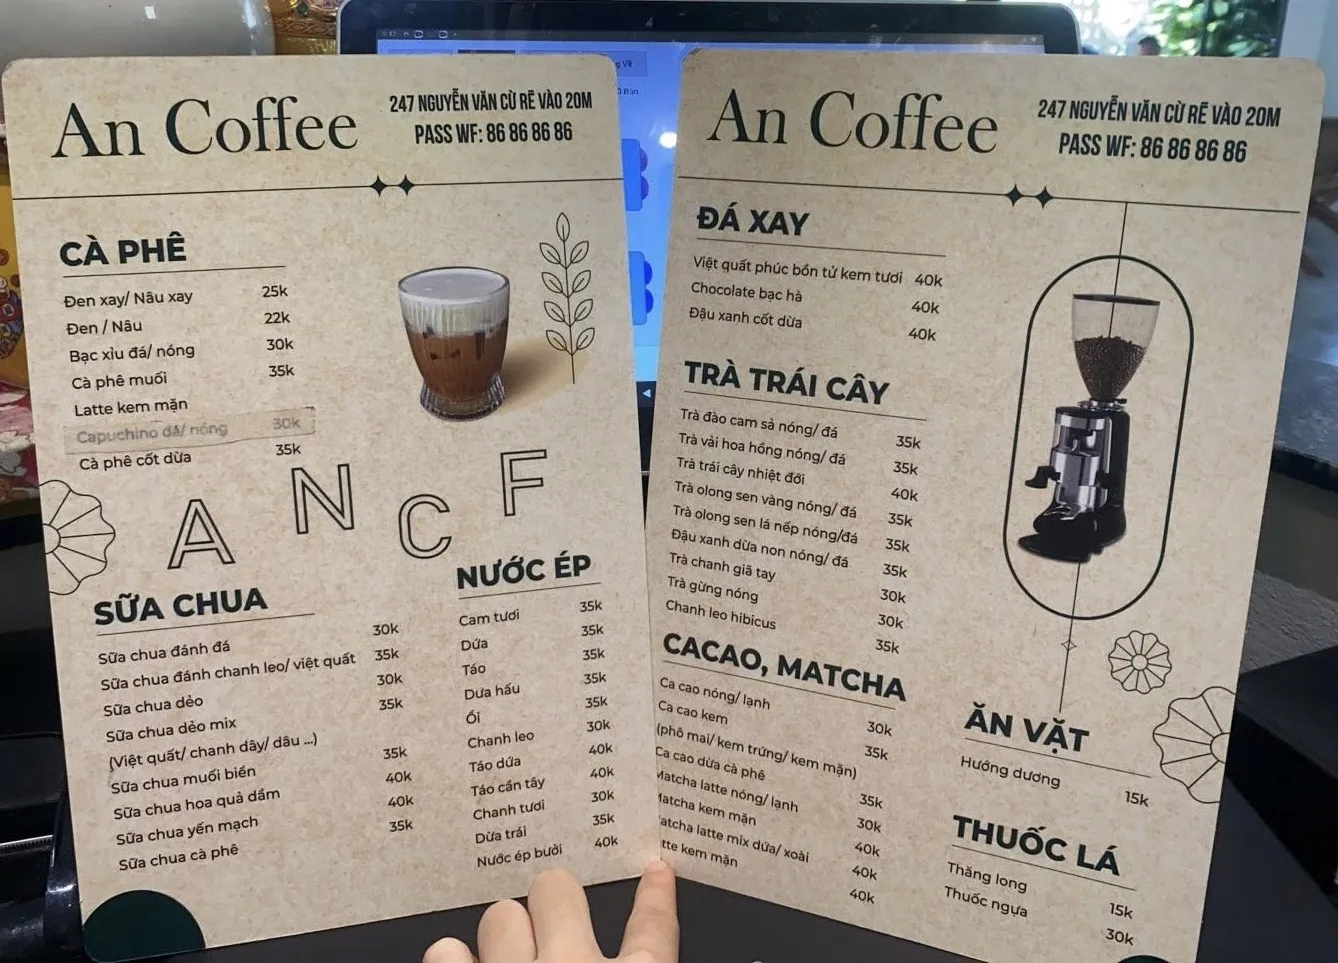 An Coffee
247 NGUYỄN VĂN CỪ RẼ VÀO 20M
PASS WF: 86 86 86 86
CÀ PHÊ
Đen xay/ Nâu xay 25k
Đen / Nâu 22k
Bạc xỉu đá/ nóng 30k
Cà phê muối 35k
Latte kem mặn
Capuchino đá/ nóng 30k
Cà phê cốt dừa 35k
A N C F
SỮA CHUA
Sữa chua đánh đá 30k
Sữa chua đánh chanh leo/ việt quất 35k
Sữa chua dẻo 30k
Sữa chua dẻo mix 35k
(Việt quất/ chanh dây/ dâu ...)
Sữa chua muối biển 35k
Sữa chua hoa quả dầm 40k
Sữa chua yến mạch 40k
Sữa chua cà phê 35k
NƯỚC ÉP
Cam tươi 35k
Dứa 35k
Táo 35k
Dưa hấu 35k
Ổi 35k
Chanh leo 30k
Táo dứa 40k
Táo cần tây 40k
Chanh tươi 30k
Dừa trái 35k
Nước ép bưởi 40k
An Coffee
247 NGUYỄN VĂN CỪ RẼ VÀO 20M
PASS WF: 86 86 86 86
ĐÁ XAY
Việt quất phúc bồn tử kem tươi 40k
Chocolate bạc hà 40k
Đậu xanh cốt dừa 40k
TRÀ TRÁI CÂY
Trà đào cam sả nóng/ đá 35k
Trà vải hoa hồng nóng/ đá 35k
Trà trái cây nhiệt đới 40k
Trà olong sen vàng nóng/ đá 35k
Trà olong sen lá nếp nóng/đá 35k
Đậu xanh dừa non nóng/ đá 35k
Trà chanh giã tay 30k
Trà gừng nóng 30k
Chanh leo hibicus 35k
CACAO, MATCHA
Ca cao nóng/ lạnh 30k
Ca cao kem 35k
(phô mai/ kem trứng/ kem mặn)
Ca cao dừa cà phê 35k
Matcha latte nóng/ lạnh 30k
Matcha kem mặn 40k
atcha latte mix dứa/ xoài 40k
tte kem mặn 40k
ĂN VẶT
Hướng dương 15k
THUỐC LÁ
Thăng long 15k
Thuốc ngựa 30k